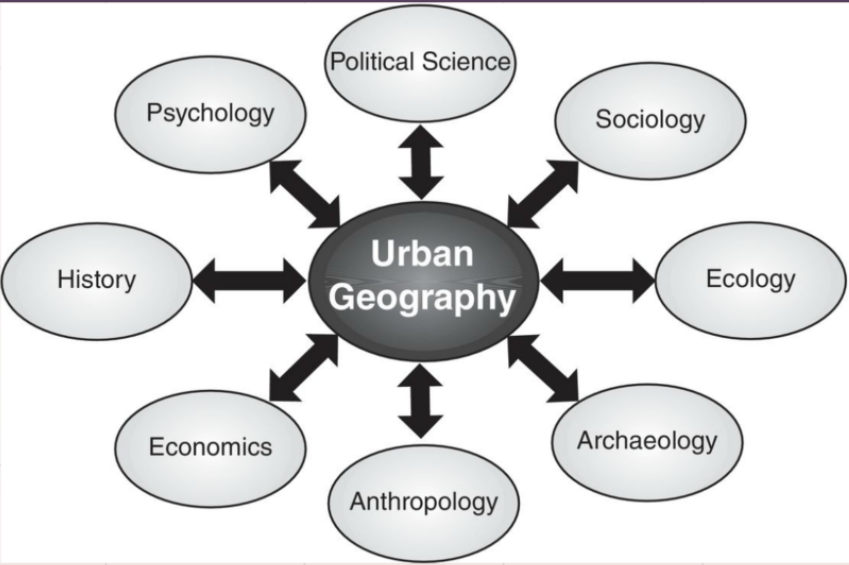 Political Science
Psychology
Sociology
Urban
Geography
History
Ecology
Economics
Archaeology
Anthropology